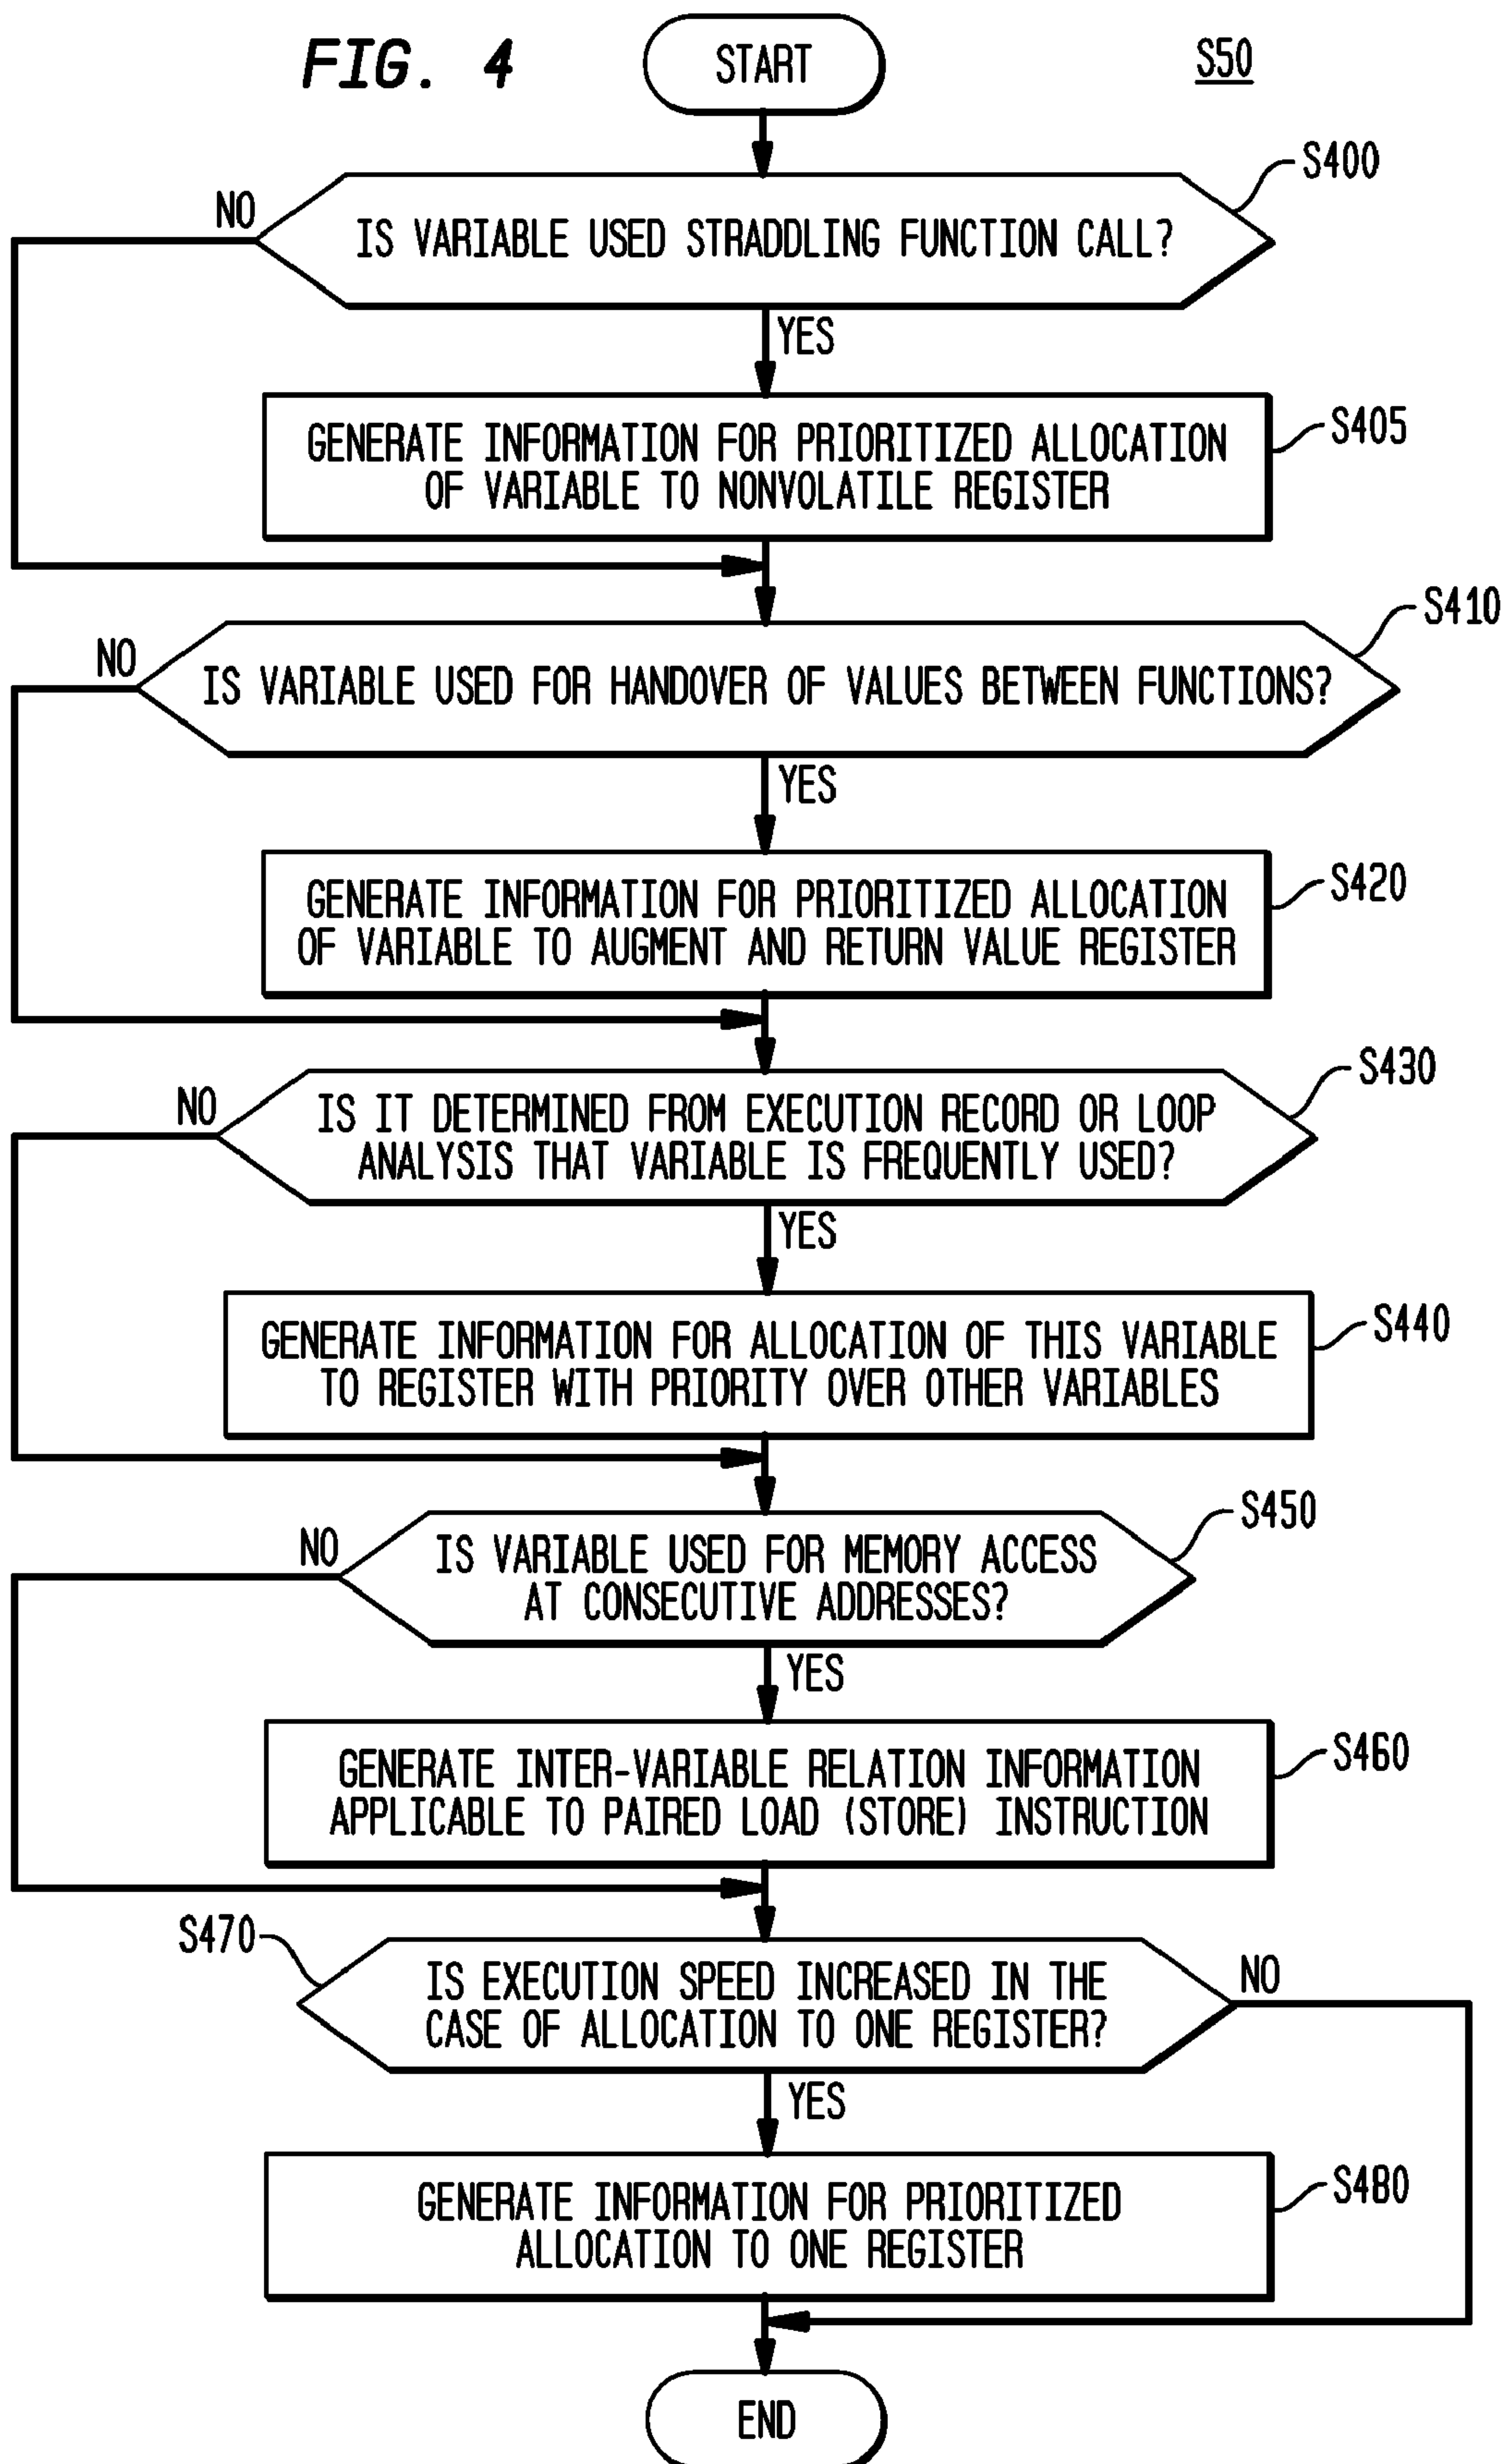 FIG. 4
START
S50
S400
NO
IS VARIABLE USED STRADDLING FUNCTION CALL?
YES
S405
GENERATE INFORMATION FOR PRIORITIZED ALLOCATION
OF VARIABLE TO NONVOLATILE REGISTER
S410
NO
IS VARIABLE USED FOR HANDOVER OF VALUES BETWEEN FUNCTIONS?
YES
S420
GENERATE INFORMATION FOR PRIORITIZED ALLOCATION
OF VARIABLE TO AUGMENT AND RETURN VALUE REGISTER
S430
NO
IS IT DETERMINED FROM EXECUTION RECORD OR LOOP
ANALYSIS THAT VARIABLE IS FREQUENTLY USED?
YES
S440
GENERATE INFORMATION FOR ALLOCATION OF THIS VARIABLE
TO REGISTER WITH PRIORITY OVER OTHER VARIABLES
S450
NO
IS VARIABLE USED FOR MEMORY ACCESS
AT CONSECUTIVE ADDRESSES?
YES
S460
GENERATE INTER-VARIABLE RELATION INFORMATION
APPLICABLE TO PAIRED LOAD (STORE) INSTRUCTION
S470
NO
IS EXECUTION SPEED INCREASED IN THE
CASE OF ALLOCATION TO ONE REGISTER?
YES
S480
GENERATE INFORMATION FOR PRIORITIZED
ALLOCATION TO ONE REGISTER
END